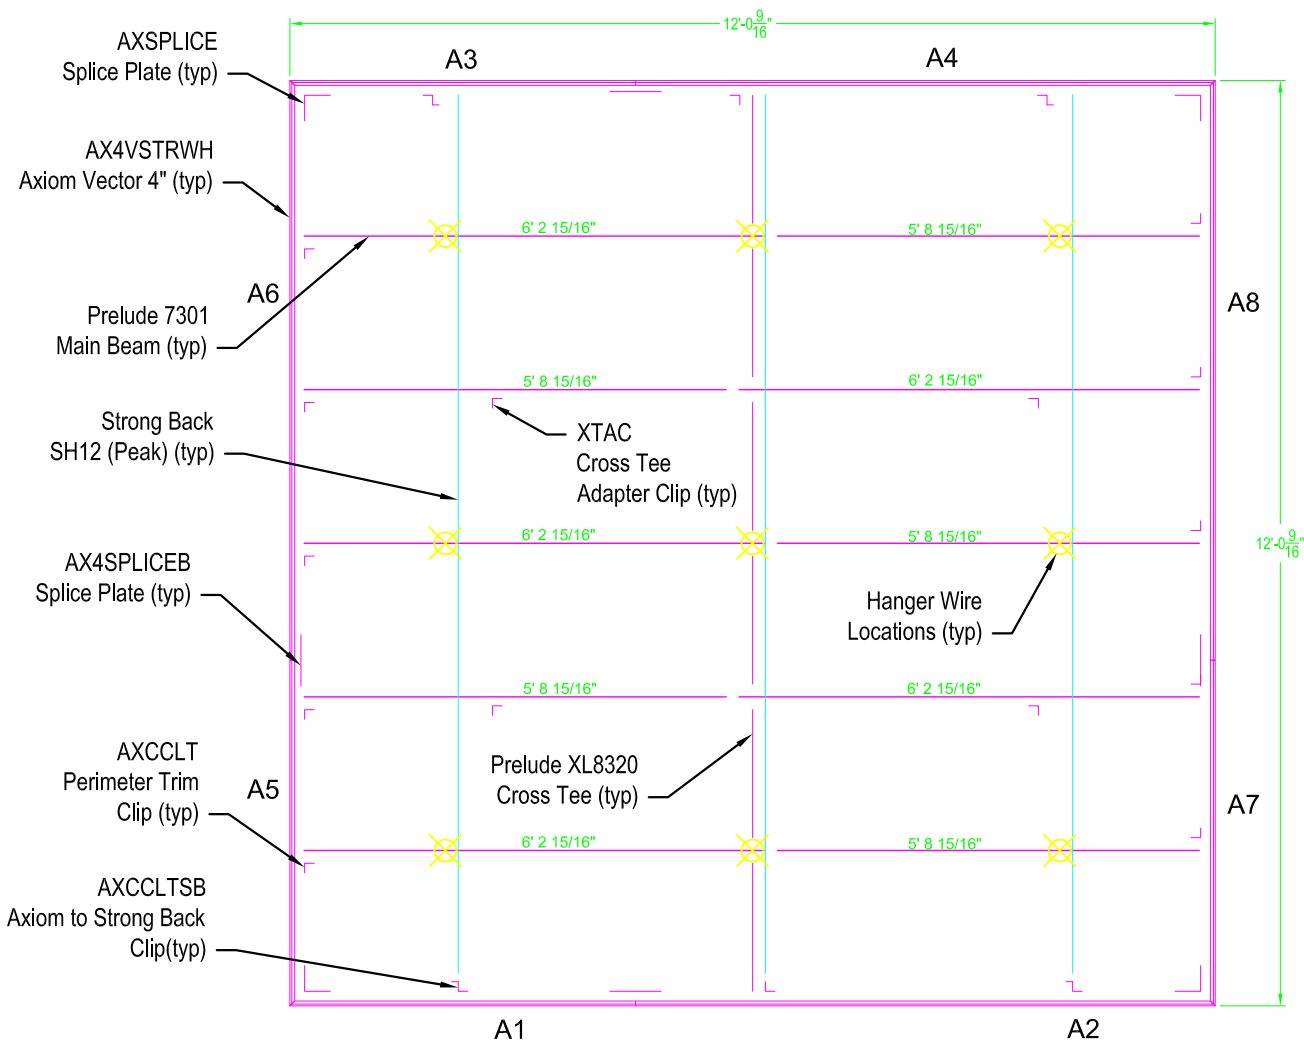 12'-0 9/16"
AXSPLICE
Splice Plate (typ)
A3
A4
AX4VSTRWH
Axiom Vector 4" (typ)
6' 2 15/16"
5' 8 15/16"
A6
A8
Prelude 7301
Main Beam (typ)
5' 8 15/16"
6' 2 15/16"
Strong Back
SH12 (Peak) (typ)
XTAC
Cross Tee
Adapter Clip (typ)
6' 2 15/16"
5' 8 15/16"
12'-0 9/16"
AX4SPLICEB
Splice Plate (typ)
Hanger Wire
Locations (typ)
5' 8 15/16"
6' 2 15/16"
AXCCLT
Perimeter Trim
Clip (typ)
A5
Prelude XL8320
Cross Tee (typ)
A7
6' 2 15/16"
5' 8 15/16"
AXCCLTSB
Axiom to Strong Back
Clip(typ)
A1
A2